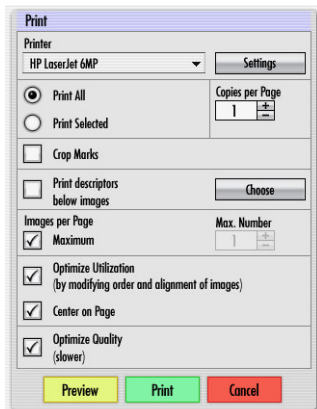 Print
Printer
HP LaserJet 6MP
Settings
Print All
Copies per Page
1
Print Selected
Crop Marks
Print descriptors
below images
Choose
Images per Page
Max. Number
Maximum
1
Optimize Utilization
(by modifying order and alignment of images)
Center on Page
Optimize Quality
(slower)
Preview
Print
Cancel